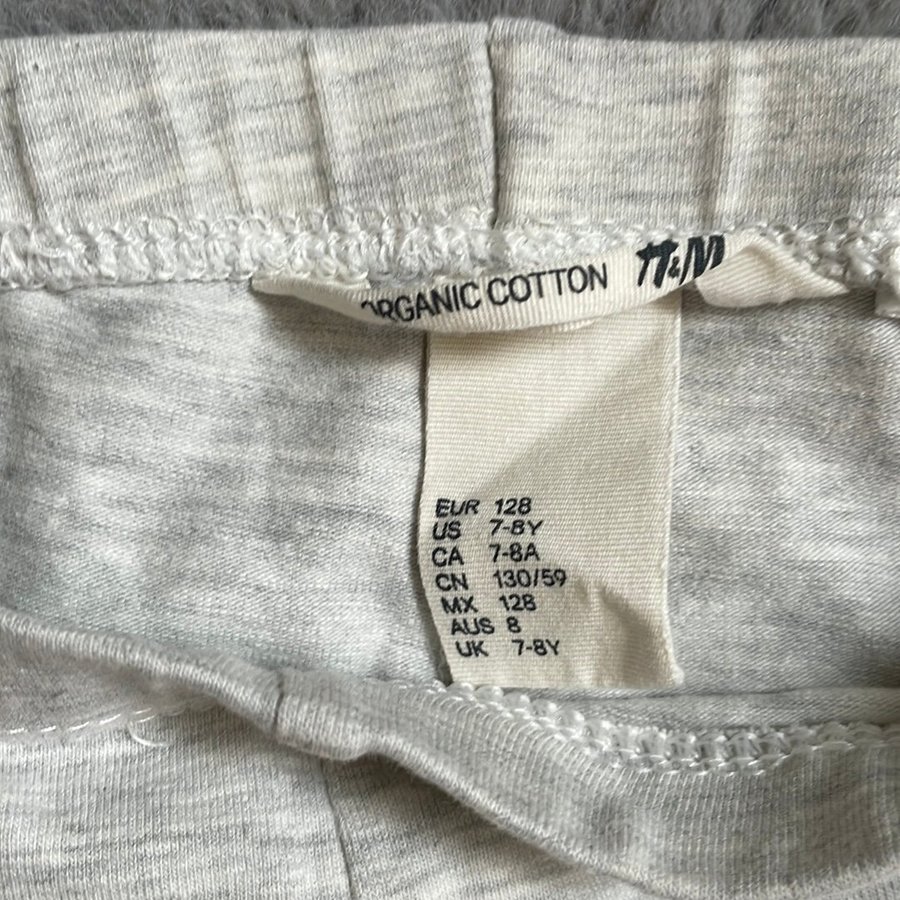 ORGANIC COTTON H&M
EUR 128
US 7-8Y
CA 7-8A
CN 130/59
MX 128
AUS 8
UK 7-8Y